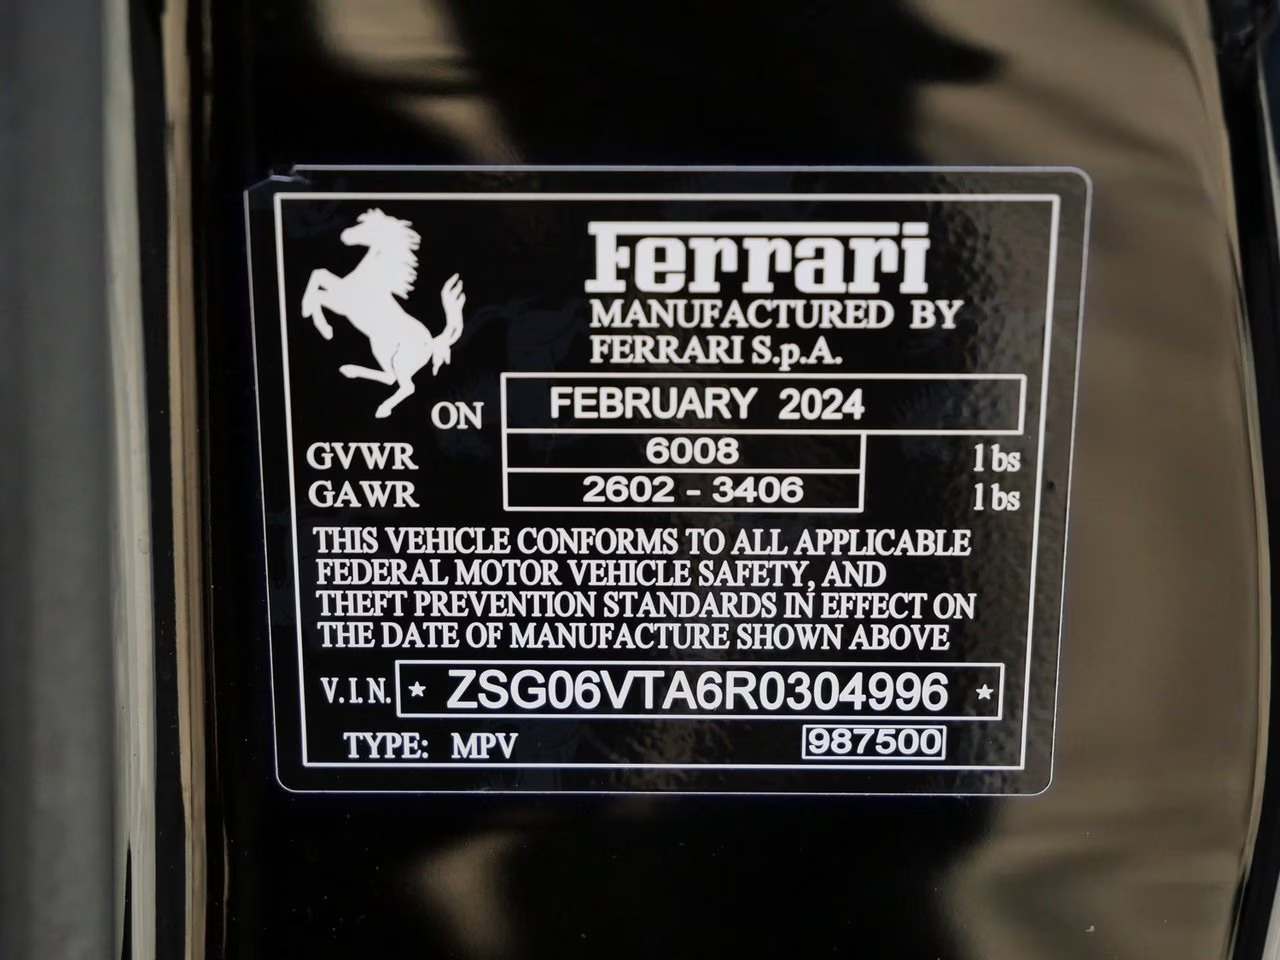 Ferrari
MANUFACTURED BY
FERRARI S.p.A.
ON FEBRUARY 2024
GVWR 6008 lbs
GAWR 2602 - 3406 lbs
THIS VEHICLE CONFORMS TO ALL APPLICABLE
FEDERAL MOTOR VEHICLE SAFETY, AND
THEFT PREVENTION STANDARDS IN EFFECT ON
THE DATE OF MANUFACTURE SHOWN ABOVE
V.I.N. ★ ZSG06VTA6R0304996 ★
TYPE: MPV 987500